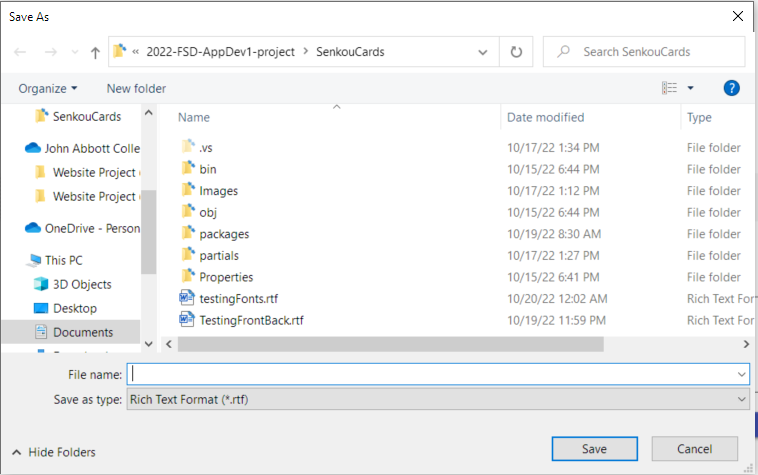 Save As
« 2022-FSD-AppDev1-project > SenkouCards
Search SenkouCards
Organize
New folder
?
SenkouCards
John Abbott Colle
Website Project
Website Project
OneDrive - Person
This PC
3D Objects
Desktop
Documents
Name Date modified Type
.vs 10/17/22 1:34 PM File folder
bin 10/15/22 6:44 PM File folder
Images 10/17/22 1:12 PM File folder
obj 10/15/22 6:44 PM File folder
packages 10/19/22 8:30 AM File folder
partials 10/17/22 1:27 PM File folder
Properties 10/15/22 6:41 PM File folder
testingFonts.rtf 10/20/22 12:02 AM Rich Text For
TestingFrontBack.rtf 10/19/22 11:59 PM Rich Text For
File name:
Save as type: Rich Text Format (*.rtf)
Hide Folders
Save
Cancel